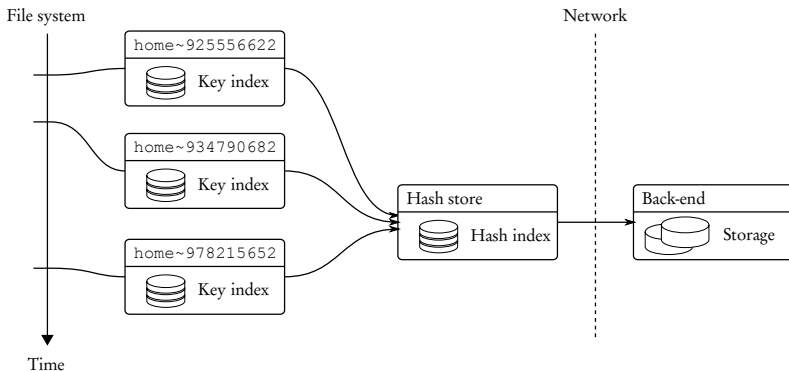 File system
Network
home~925556622
Key index
home~934790682
Key index
Hash store
Hash index
Back-end
Storage
home~978215652
Key index
Time